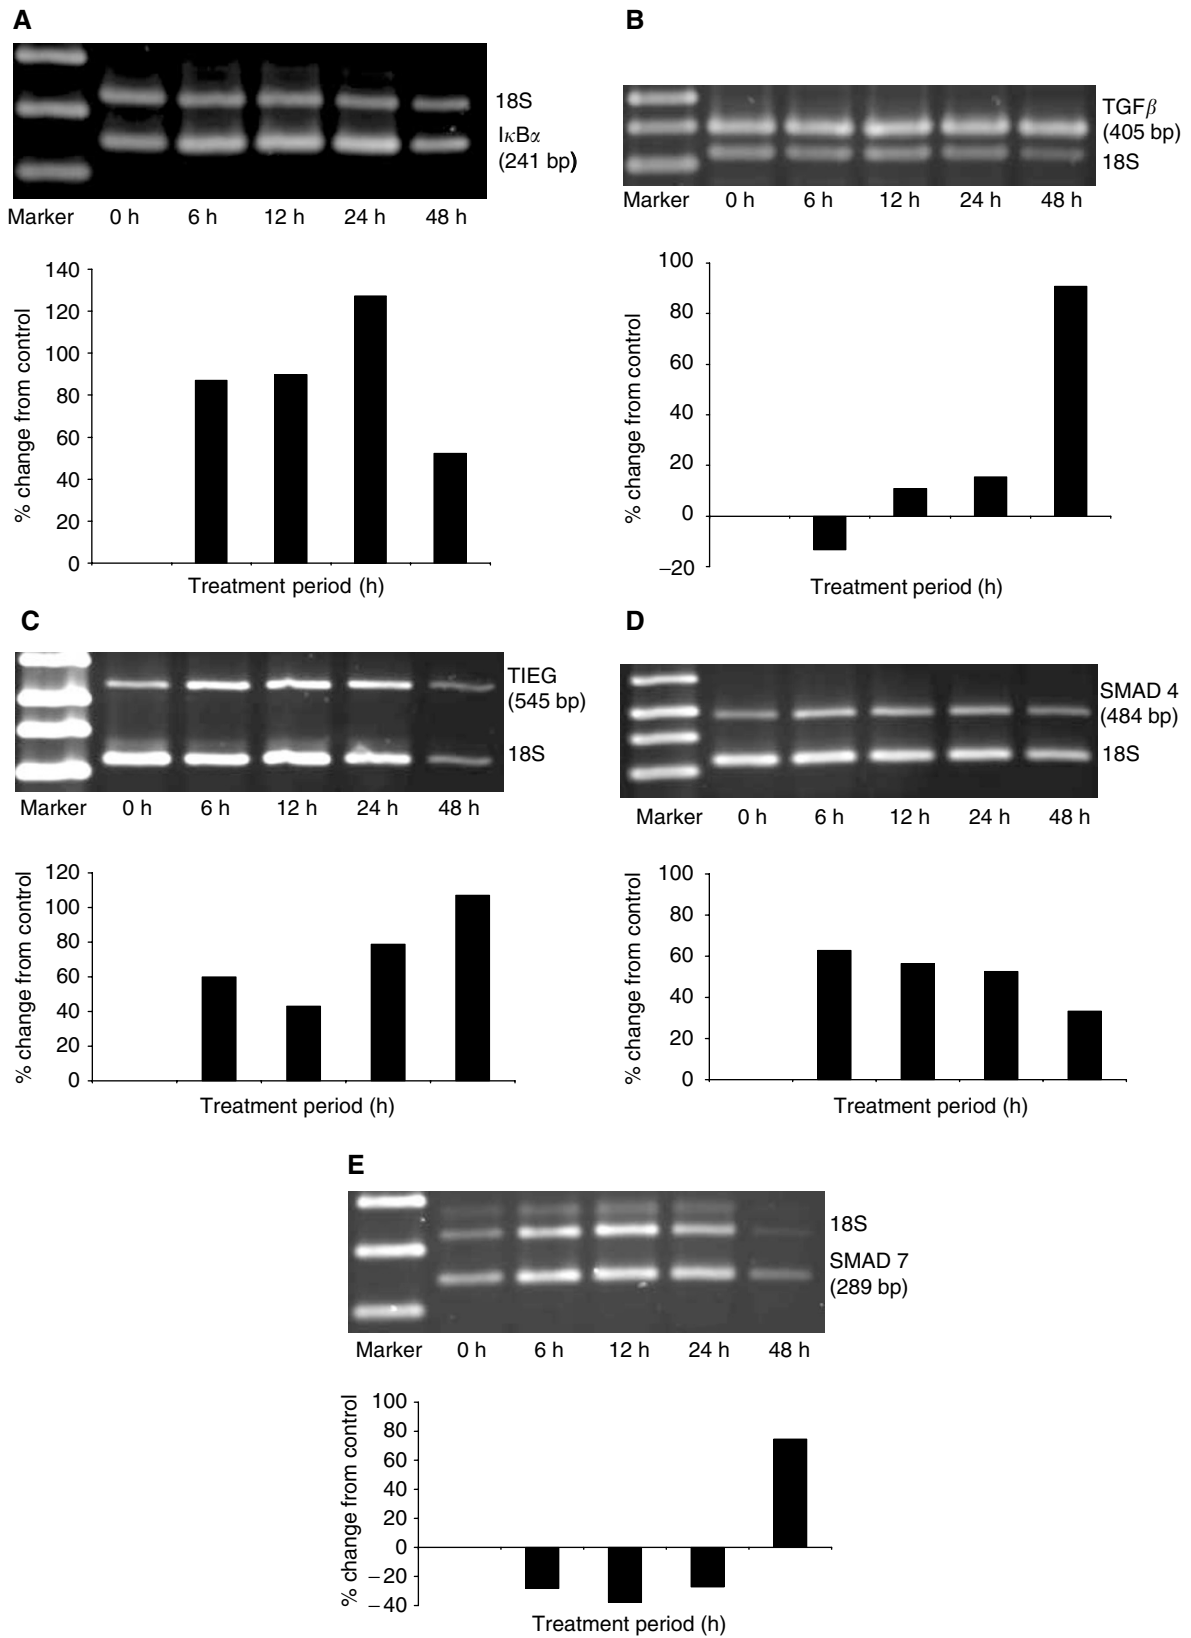 A
18S
IκBα
(241 bp)
Marker 0 h 6 h 12 h 24 h 48 h
140
120
100
80
60
40
20
0
% change from control
Treatment period (h)
B
TGFβ
(405 bp)
18S
Marker 0 h 6 h 12 h 24 h 48 h
100
80
60
40
20
0
−20
% change from control
Treatment period (h)
C
TIEG
(545 bp)
18S
Marker 0 h 6 h 12 h 24 h 48 h
120
100
80
60
40
20
0
% change from control
Treatment period (h)
D
SMAD 4
(484 bp)
18S
Marker 0 h 6 h 12 h 24 h 48 h
100
80
60
40
20
0
% change from control
Treatment period (h)
E
18S
SMAD 7
(289 bp)
Marker 0 h 6 h 12 h 24 h 48 h
100
80
60
40
20
0
−20
−40
% change from control
Treatment period (h)